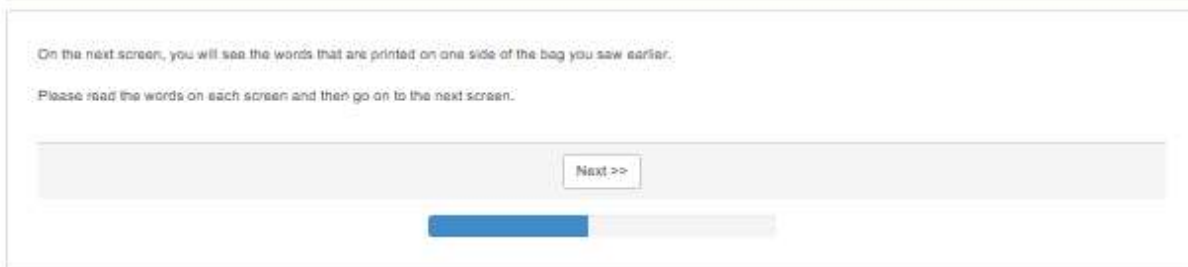 On the next screen, you will see the words that are printed on one side of the bag you saw earlier.
Please read the words on each screen and then go on to the next screen.
Next >>